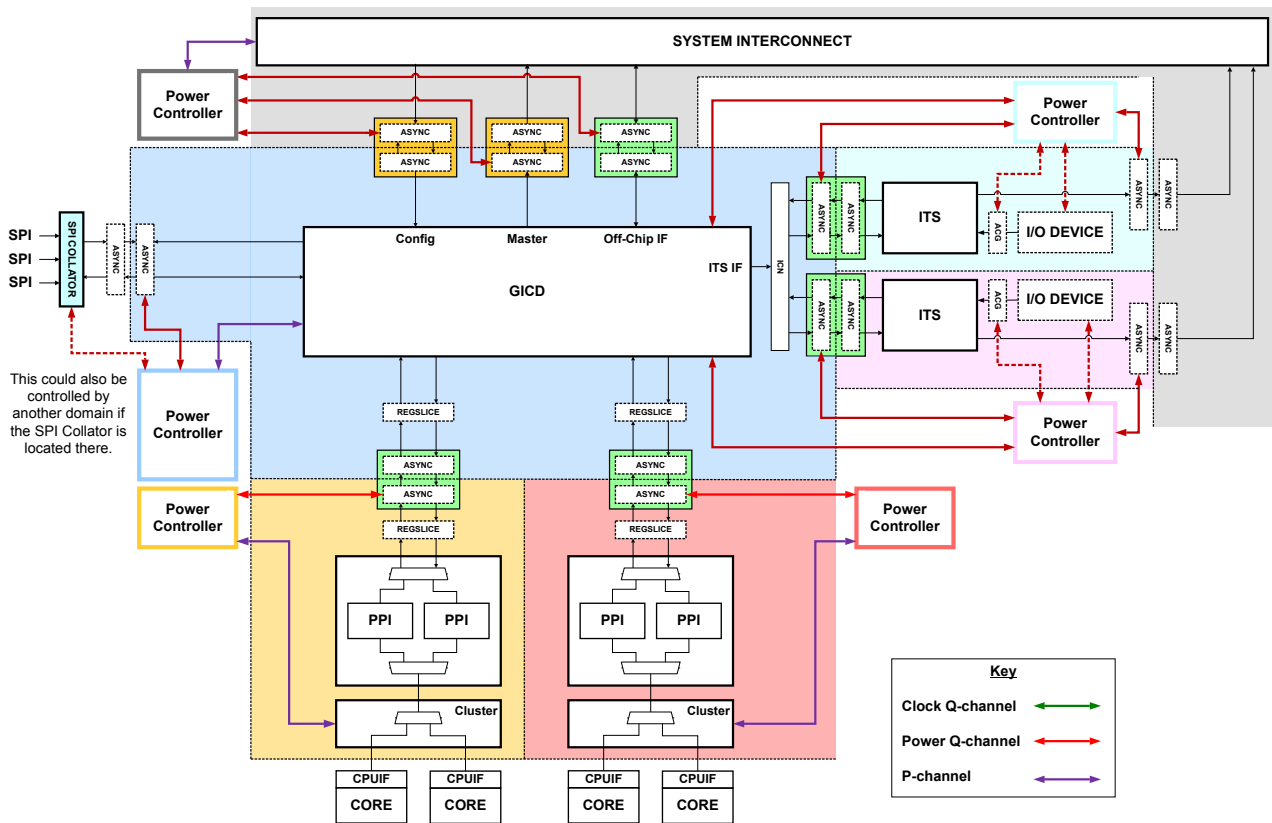 SYSTEM INTERCONNECT
Power
Controller
Power
Controller
ASYNC
ASYNC
ASYNC
ASYNC
ASYNC
ASYNC
SPI
SPI
SPI
SPI COLLATOR
ASYNC
ASYNC
Config
Master
Off-Chip IF
ITS IF
GICD
ICN
ASYNC
ASYNC
ITS
ACG
I/O DEVICE
ASYNC
ASYNC
ASYNC
ASYNC
ITS
ACG
I/O DEVICE
ASYNC
ASYNC
This could also be
controlled by
another domain if
the SPI Collator is
located there.
Power
Controller
REGSLICE
REGSLICE
Power
Controller
ASYNC
ASYNC
ASYNC
ASYNC
Power
Controller
Power
Controller
REGSLICE
REGSLICE
PPI
PPI
PPI
PPI
Cluster
Cluster
CPUIF
CORE
CPUIF
CORE
CPUIF
CORE
CPUIF
CORE
Key
Clock Q-channel
Power Q-channel
P-channel